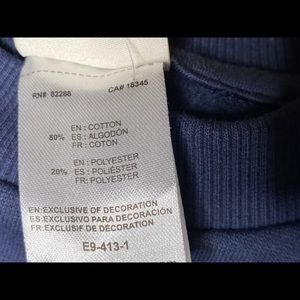 RN# 82288 CA# 18345
EN : COTTON
80% ES : ALGODÓN
FR : COTON
EN : POLYESTER
20% ES : POLIÉSTER
FR : POLYESTER
EN:EXCLUSIVE OF DECORATION
ES:EXCLUSIVO DE DECORACIÓN
FR:EXCLUSIF DE DÉCORATION
E9-413-1